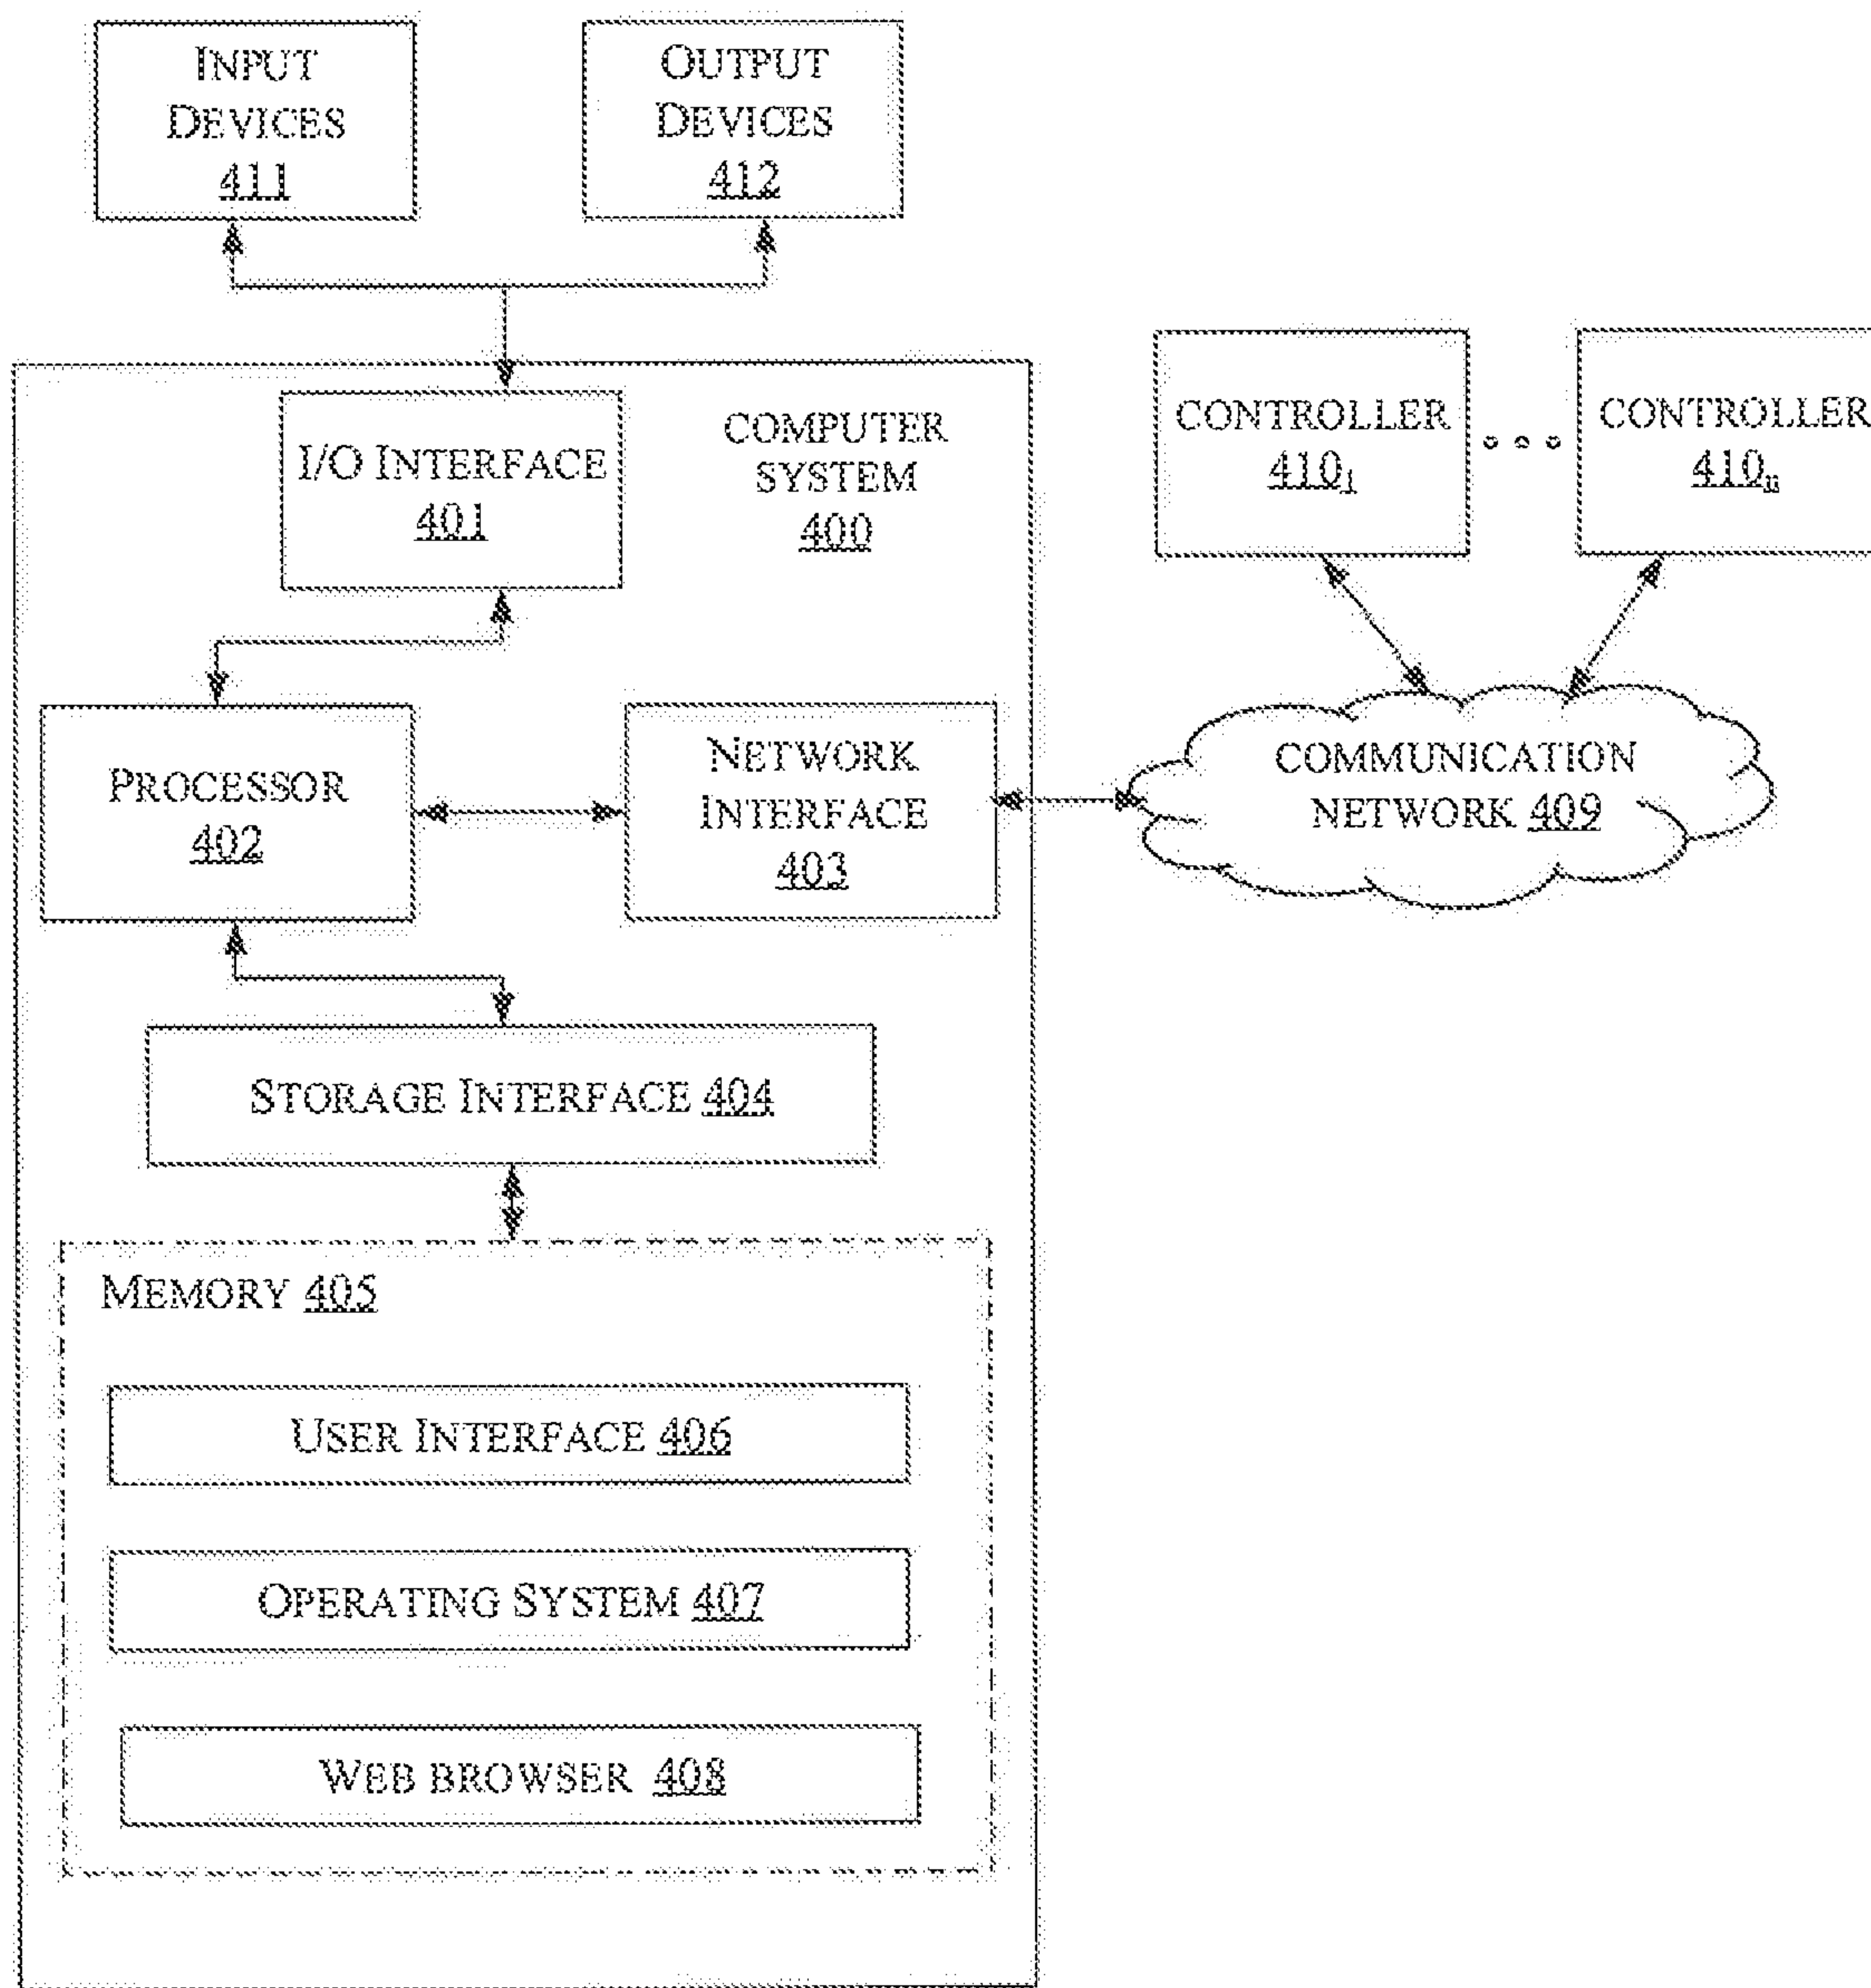 INPUT
DEVICES
411
OUTPUT
DEVICES
412
I/O INTERFACE
401
COMPUTER
SYSTEM
400
CONTROLLER
410₁
CONTROLLER
410ₙ
PROCESSOR
402
NETWORK
INTERFACE
403
COMMUNICATION
NETWORK 409
STORAGE INTERFACE 404
MEMORY 405
USER INTERFACE 406
OPERATING SYSTEM 407
WEB BROWSER 408